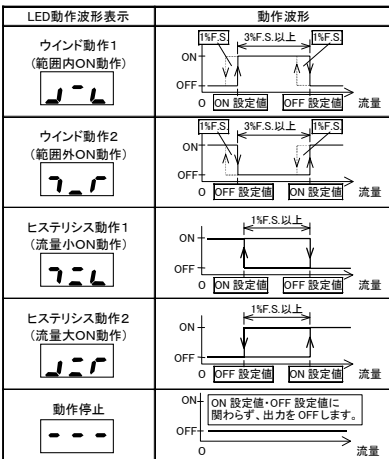 LED動作波形表示
動作波形
ウインド動作1
(範囲内ON動作)
1%F.S.
3%F.S.以上
1%F.S.
ON
OFF
0
ON 設定値
OFF 設定値
流量
ウインド動作2
(範囲外ON動作)
1%F.S.
3%F.S.以上
1%F.S.
ON
OFF
0
OFF 設定値
ON 設定値
流量
ヒステリシス動作1
(流量小ON動作)
1%F.S.以上
ON
OFF
0
ON 設定値
OFF 設定値
流量
ヒステリシス動作2
(流量大ON動作)
1%F.S.以上
ON
OFF
0
OFF 設定値
ON 設定値
流量
動作停止
- - -
ON
ON 設定値・OFF 設定値に
関わらず、出力をOFFします。
OFF
0
流量